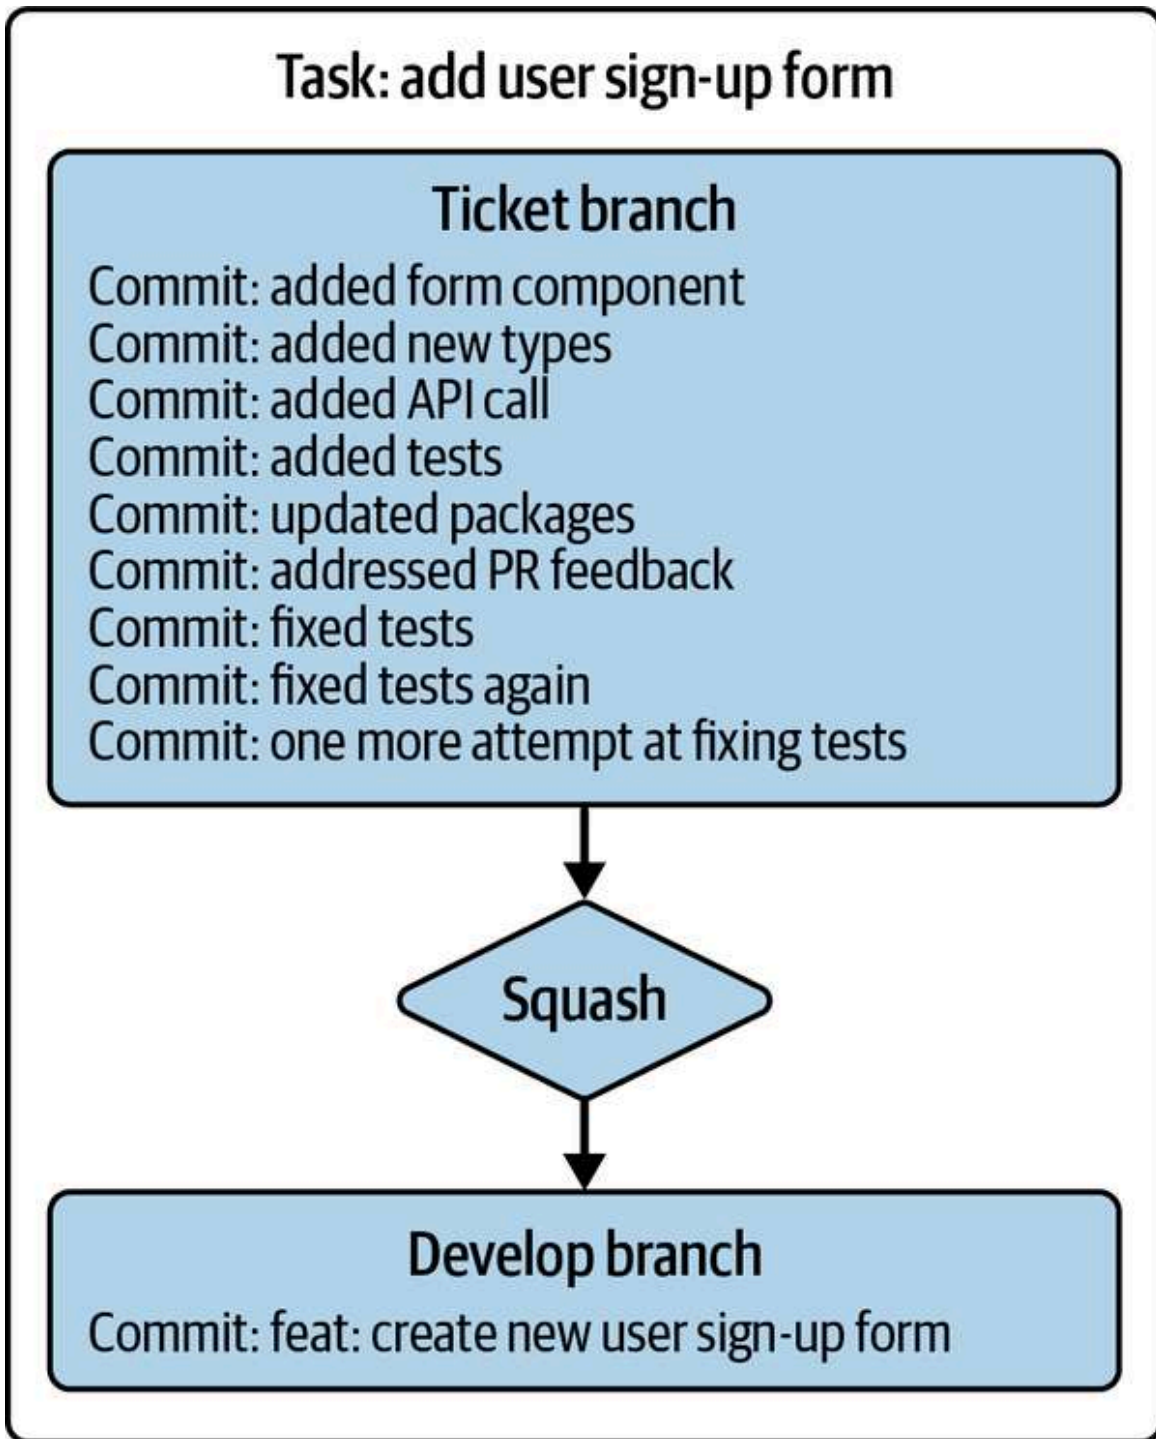 Task: add user sign-up form
Ticket branch
Commit: added form component
Commit: added new types
Commit: added API call
Commit: added tests
Commit: updated packages
Commit: addressed PR feedback
Commit: fixed tests
Commit: fixed tests again
Commit: one more attempt at fixing tests
Squash
Develop branch
Commit: feat: create new user sign-up form